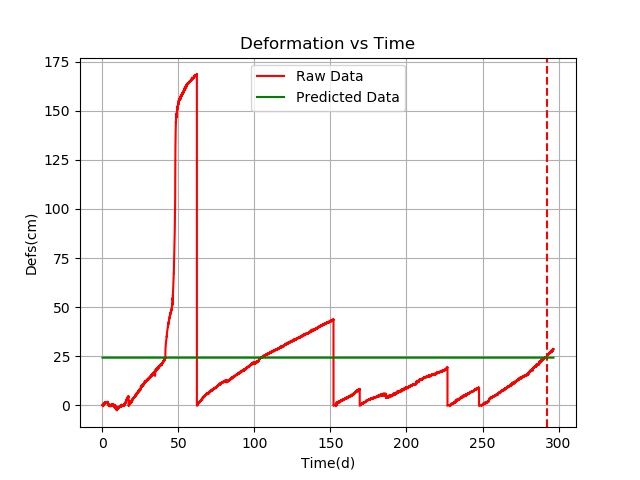 Deformation vs Time
Raw Data
Predicted Data
175
150
125
100
75
50
25
0
Defs(cm)
0 50 100 150 200 250 300
Time(d)